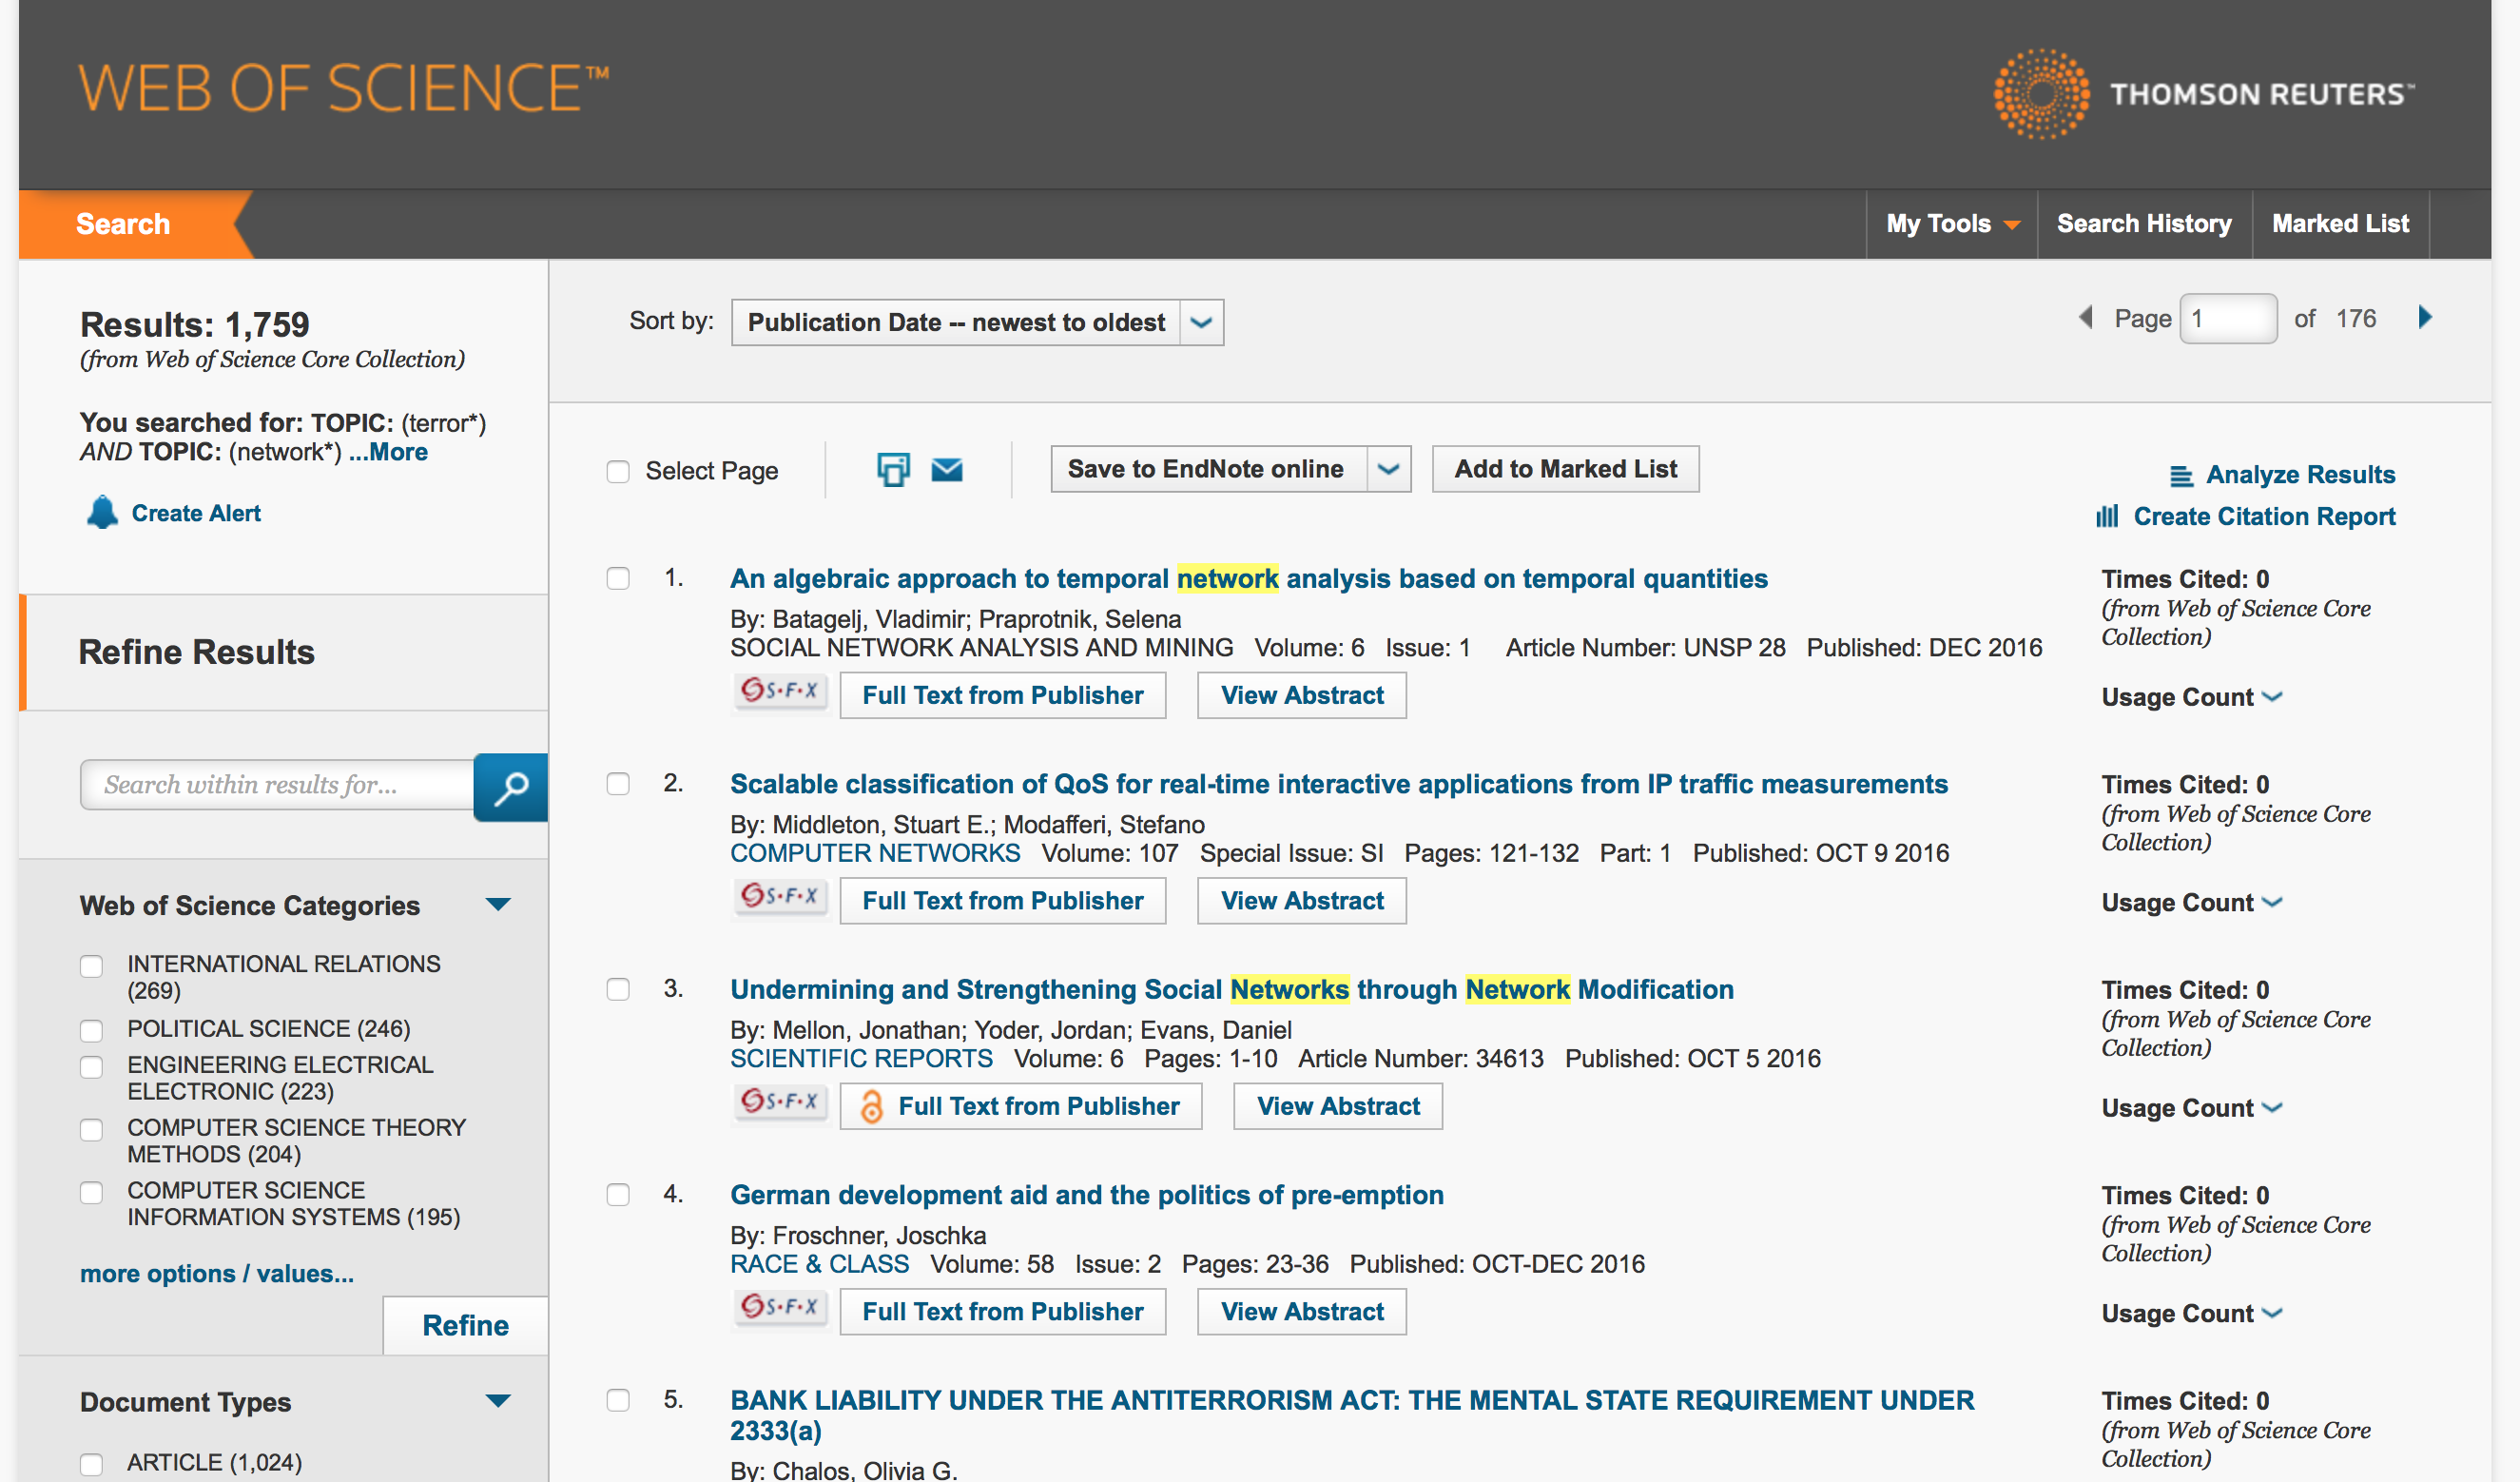 WEB OF SCIENCE™
THOMSON REUTERS™
Search
My Tools
Search History
Marked List
Results: 1,759
(from Web of Science Core Collection)
You searched for: TOPIC: (terror*)
AND TOPIC: (network*) ...More
Create Alert
Refine Results
Search within results for...
Web of Science Categories
INTERNATIONAL RELATIONS
(269)
POLITICAL SCIENCE (246)
ENGINEERING ELECTRICAL
ELECTRONIC (223)
COMPUTER SCIENCE THEORY
METHODS (204)
COMPUTER SCIENCE
INFORMATION SYSTEMS (195)
more options / values...
Refine
Document Types
ARTICLE (1,024)
Sort by: Publication Date -- newest to oldest
Page 1 of 176
Select Page
Save to EndNote online
Add to Marked List
Analyze Results
Create Citation Report
1. An algebraic approach to temporal network analysis based on temporal quantities
By: Batagelj, Vladimir; Praprotnik, Selena
SOCIAL NETWORK ANALYSIS AND MINING Volume: 6 Issue: 1 Article Number: UNSP 28 Published: DEC 2016
S·F·X Full Text from Publisher View Abstract
Times Cited: 0
(from Web of Science Core
Collection)
Usage Count
2. Scalable classification of QoS for real-time interactive applications from IP traffic measurements
By: Middleton, Stuart E.; Modafferi, Stefano
COMPUTER NETWORKS Volume: 107 Special Issue: SI Pages: 121-132 Part: 1 Published: OCT 9 2016
S·F·X Full Text from Publisher View Abstract
Times Cited: 0
(from Web of Science Core
Collection)
Usage Count
3. Undermining and Strengthening Social Networks through Network Modification
By: Mellon, Jonathan; Yoder, Jordan; Evans, Daniel
SCIENTIFIC REPORTS Volume: 6 Pages: 1-10 Article Number: 34613 Published: OCT 5 2016
S·F·X Full Text from Publisher View Abstract
Times Cited: 0
(from Web of Science Core
Collection)
Usage Count
4. German development aid and the politics of pre-emption
By: Froschner, Joschka
RACE & CLASS Volume: 58 Issue: 2 Pages: 23-36 Published: OCT-DEC 2016
S·F·X Full Text from Publisher View Abstract
Times Cited: 0
(from Web of Science Core
Collection)
Usage Count
5. BANK LIABILITY UNDER THE ANTITERRORISM ACT: THE MENTAL STATE REQUIREMENT UNDER
2333(a)
By: Chalos, Olivia G.
Times Cited: 0
(from Web of Science Core
Collection)